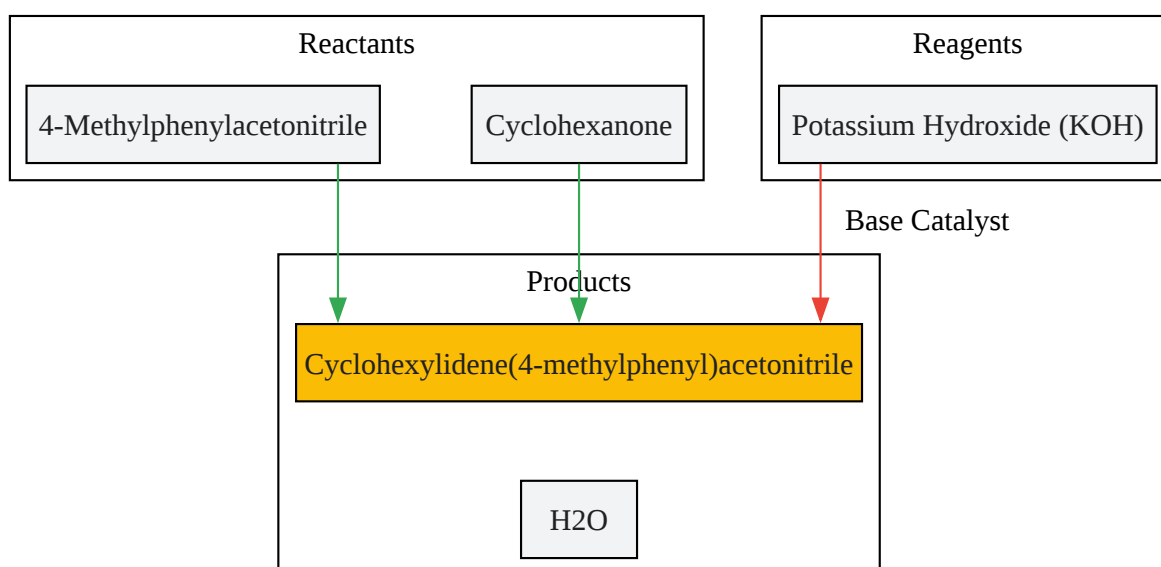 Reactants
Reagents
4-Methylphenylacetonitrile
Cyclohexanone
Potassium Hydroxide (KOH)
Base Catalyst
Products
Cyclohexylidene(4-methylphenyl)acetonitrile
H2O